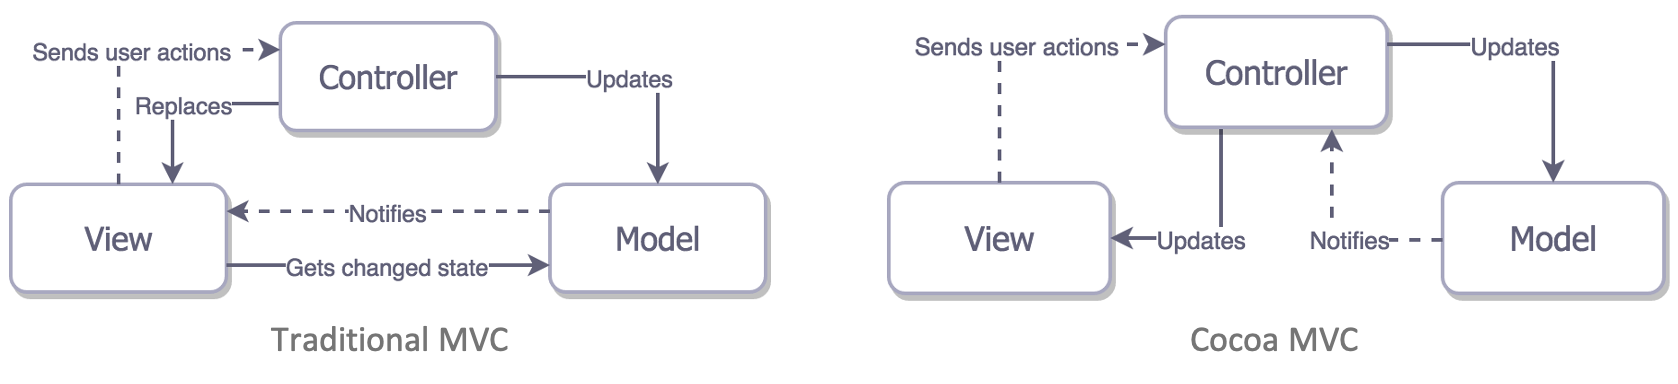 Sends user actions
Controller
Updates
Replaces
View
Notifies
Gets changed state
Model
Traditional MVC
Sends user actions
Controller
Updates
View
Updates
Notifies
Model
Cocoa MVC